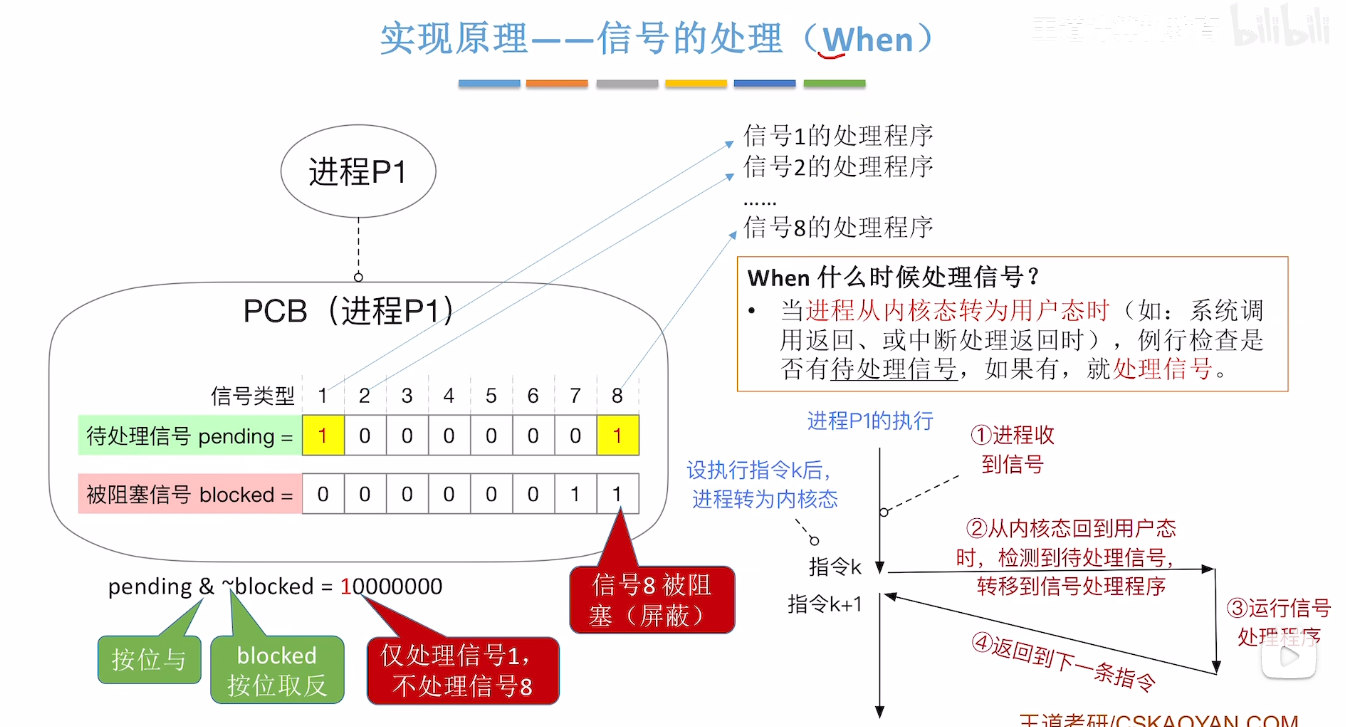 实现原理——信号的处理（When）
bilibili
进程P1
信号1的处理程序
信号2的处理程序
……
信号8的处理程序
When 什么时候处理信号？
• 当进程从内核态转为用户态时（如：系统调
用返回、或中断处理返回时），例行检查是
否有待处理信号，如果有，就处理信号。
PCB（进程P1）
信号类型 1 2 3 4 5 6 7 8
待处理信号 pending = 1 0 0 0 0 0 0 1
被阻塞信号 blocked = 0 0 0 0 0 0 1 1
pending & ~blocked = 10000000
按位与
blocked
按位取反
仅处理信号1，
不处理信号8
信号8 被阻
塞（屏蔽）
进程P1的执行
设执行指令k后，
进程转为内核态
①进程收
到信号
指令k
指令k+1
②从内核态回到用户态
时，检测到待处理信号，
转移到信号处理程序
③运行信号
处理程序
④返回到下一条指令
王道考研/CSKAOYAN.COM